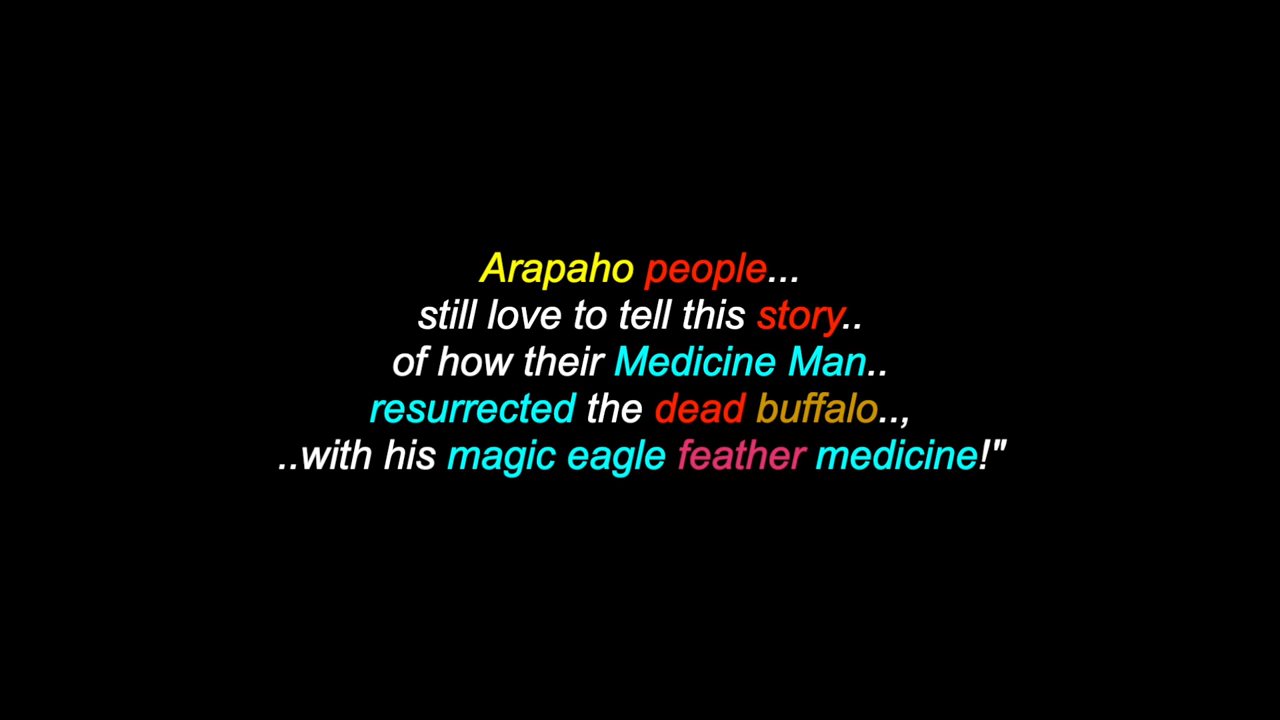 Arapaho people...
still love to tell this story..
of how their Medicine Man..
resurrected the dead buffalo..,
..with his magic eagle feather medicine!"